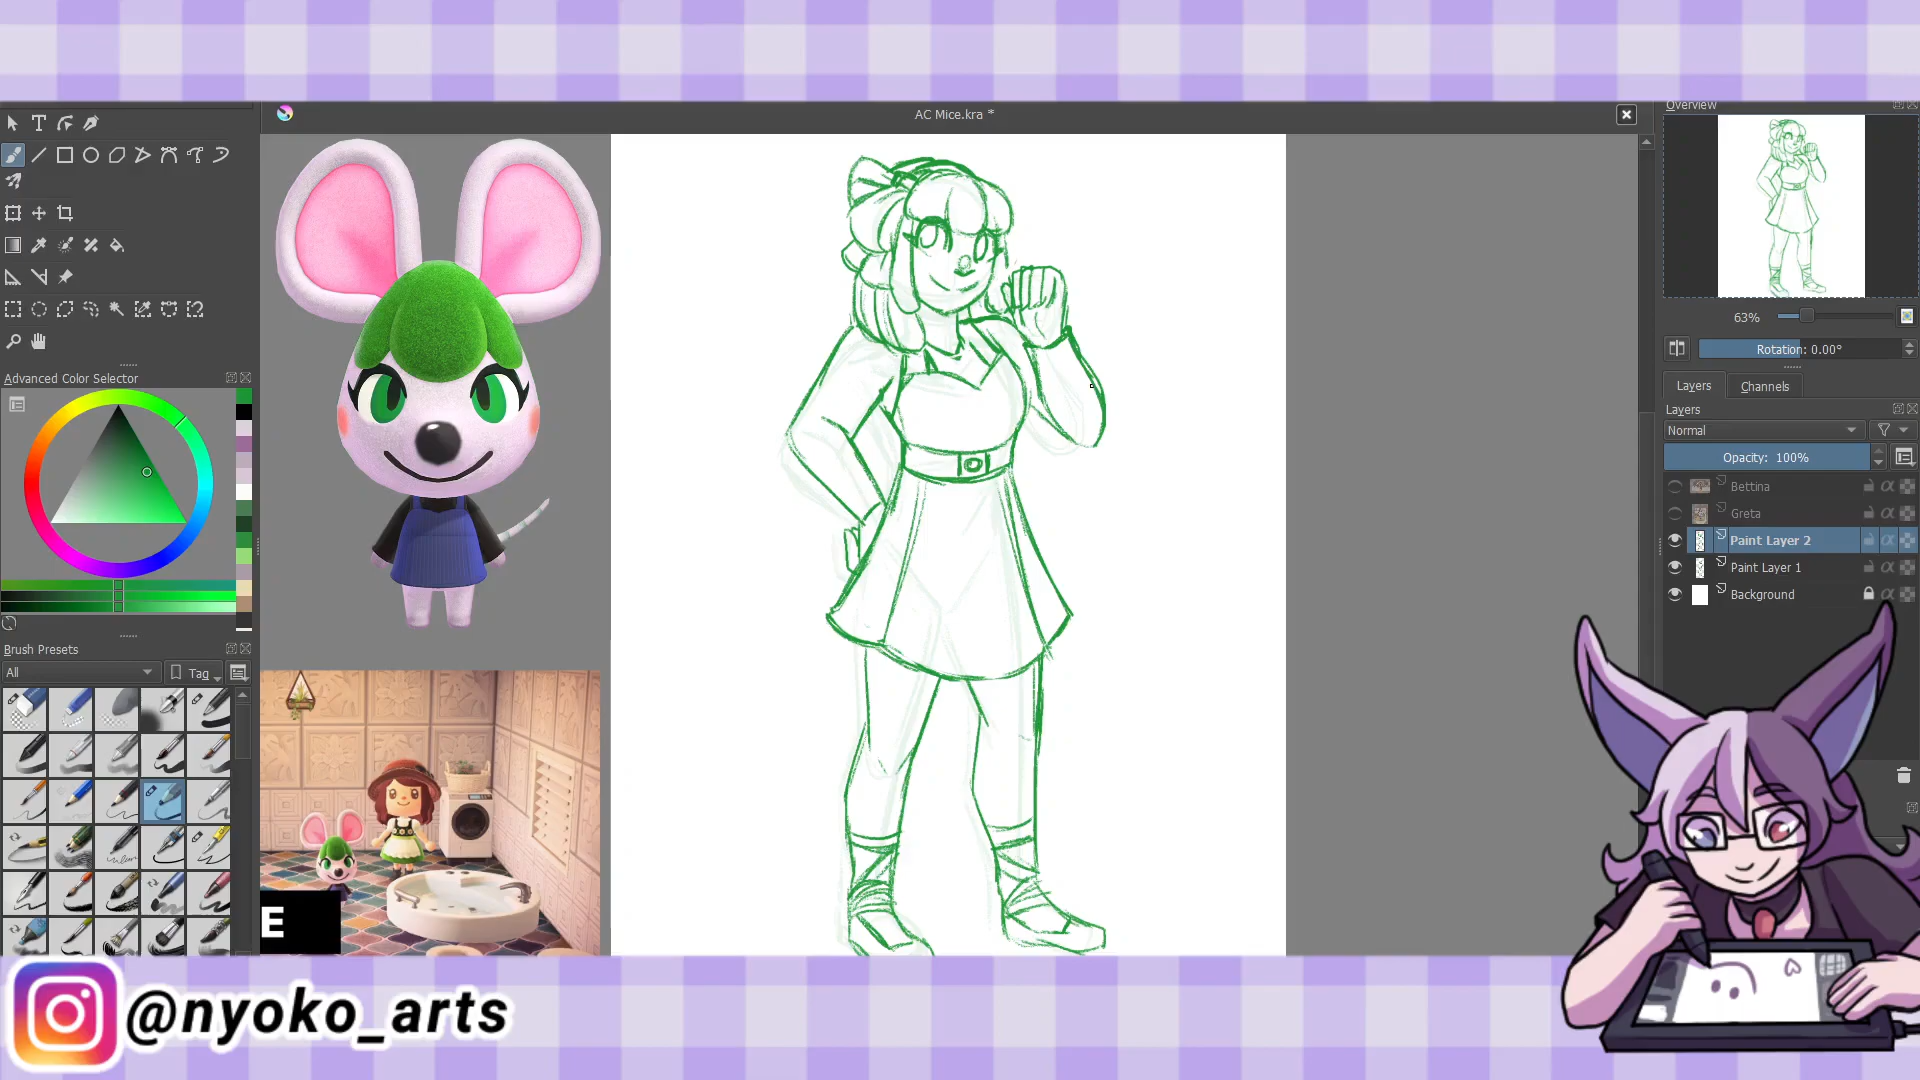 AC Mice.kra *
Overview
63%
Rotation: 0.00°
Layers
Channels
Layers
Normal
Opacity: 100%
Bettina
Greta
Paint Layer 2
Paint Layer 1
Background
Advanced Color Selector
Brush Presets
All
Tag
E
@nyoko_arts